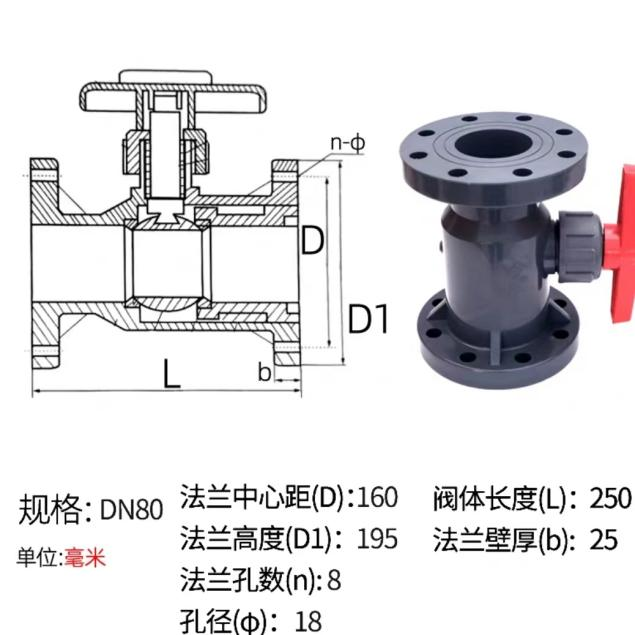 n-φ
D
D1
L
b
规格: DN80
单位:毫米
法兰中心距(D):160
法兰高度(D1): 195
法兰孔数(n): 8
孔径(φ): 18
阀体长度(L): 250
法兰壁厚(b): 25